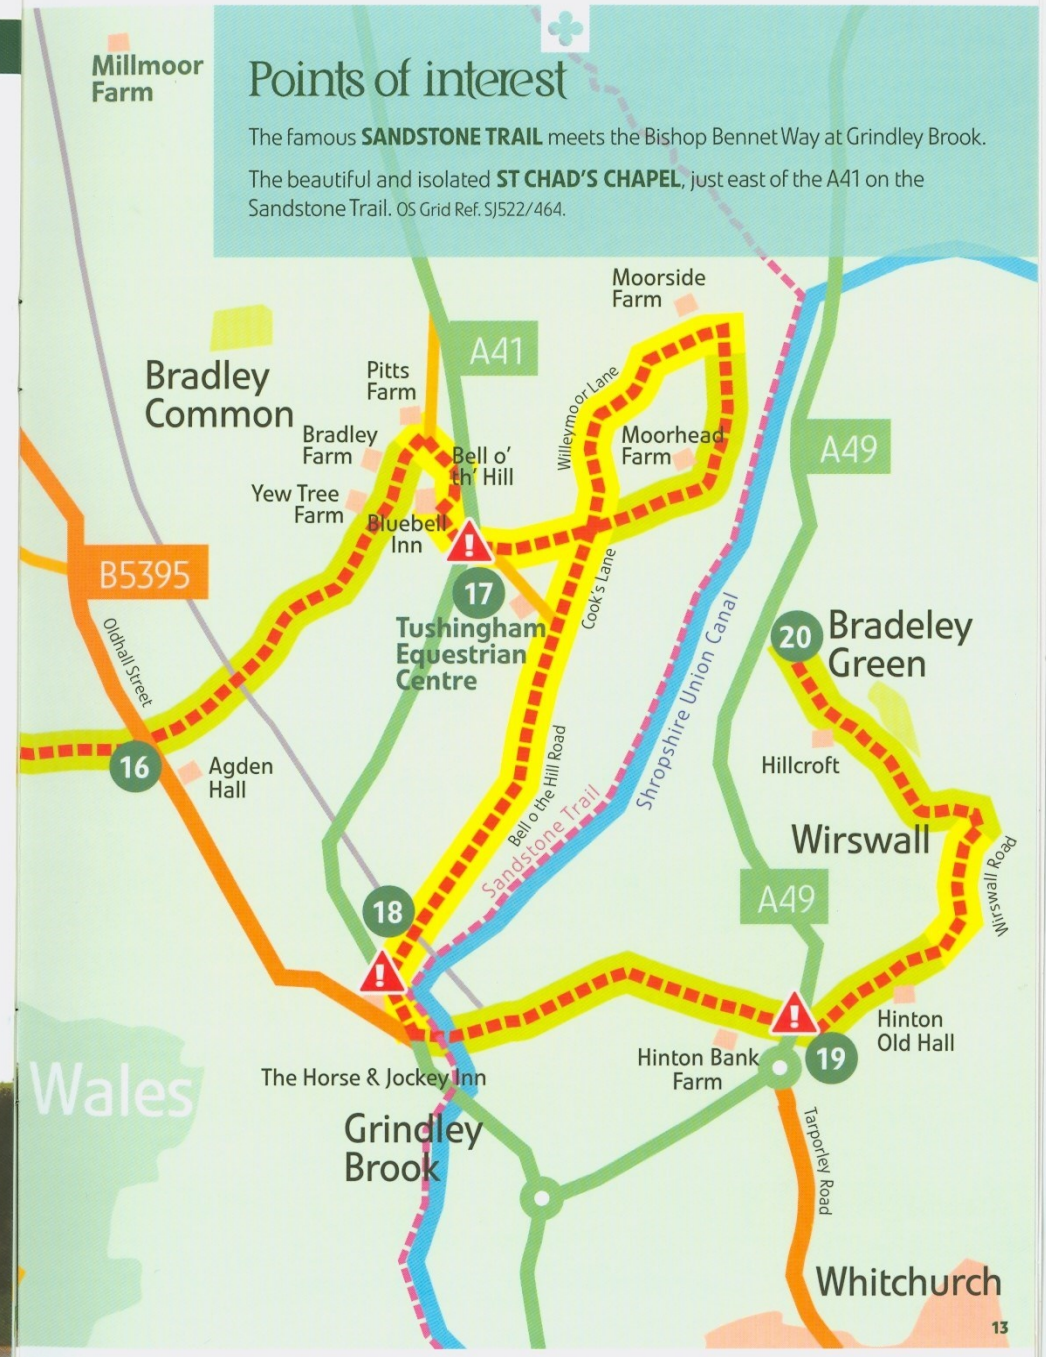 Points of interest
The famous SANDSTONE TRAIL meets the Bishop Bennet Way at Grindley Brook.
The beautiful and isolated ST CHAD'S CHAPEL, just east of the A41 on the
Sandstone Trail. OS Grid Ref. SJ522/464.
Millmoor
Farm
Moorside
Farm
A41
Bradley
Common
Pitts
Farm
Willeymoor Lane
Bradley
Farm
Bell o'
th' Hill
Moorhead
Farm
A49
Yew Tree
Farm
Bluebell
Inn
!
B5395
17
Tushingham
Equestrian
Centre
Cook's Lane
Oldhall Street
Shropshire Union Canal
20
Bradeley
Green
16
Agden
Hall
Hillcroft
Bell o the Hill Road
Sandstone Trail
Wirswall
Wirswall Road
A49
18
!
!
Hinton
Old Hall
19
Hinton Bank
Farm
Wales
The Horse & Jockey Inn
Grindley
Brook
Tarporley Road
Whitchurch
13